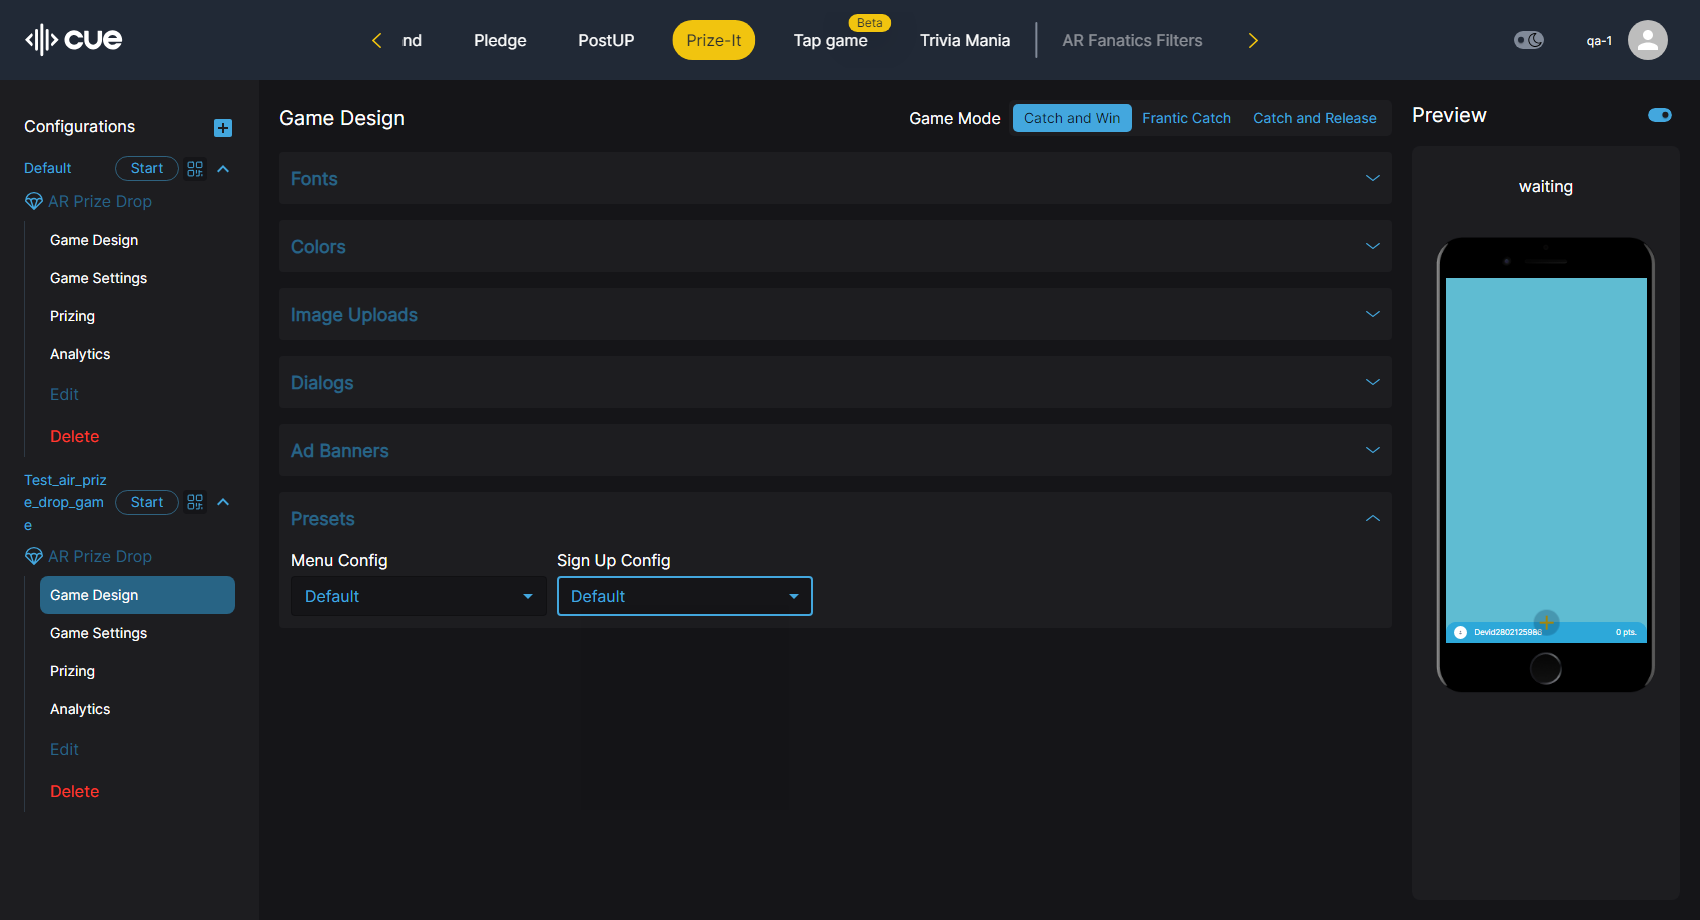 cue
nd
Pledge
PostUP
Prize-It
Beta
Tap game
Trivia Mania
AR Fanatics Filters
qa-1
Configurations
Default
Start
AR Prize Drop
Game Design
Game Settings
Prizing
Analytics
Edit
Delete
Test_air_priz
e_drop_gam
e
Start
AR Prize Drop
Game Design
Game Settings
Prizing
Analytics
Edit
Delete
Game Design
Game Mode
Catch and Win
Frantic Catch
Catch and Release
Fonts
Colors
Image Uploads
Dialogs
Ad Banners
Presets
Menu Config
Default
Sign Up Config
Default
Preview
waiting
Devid2802125986
0 pts.